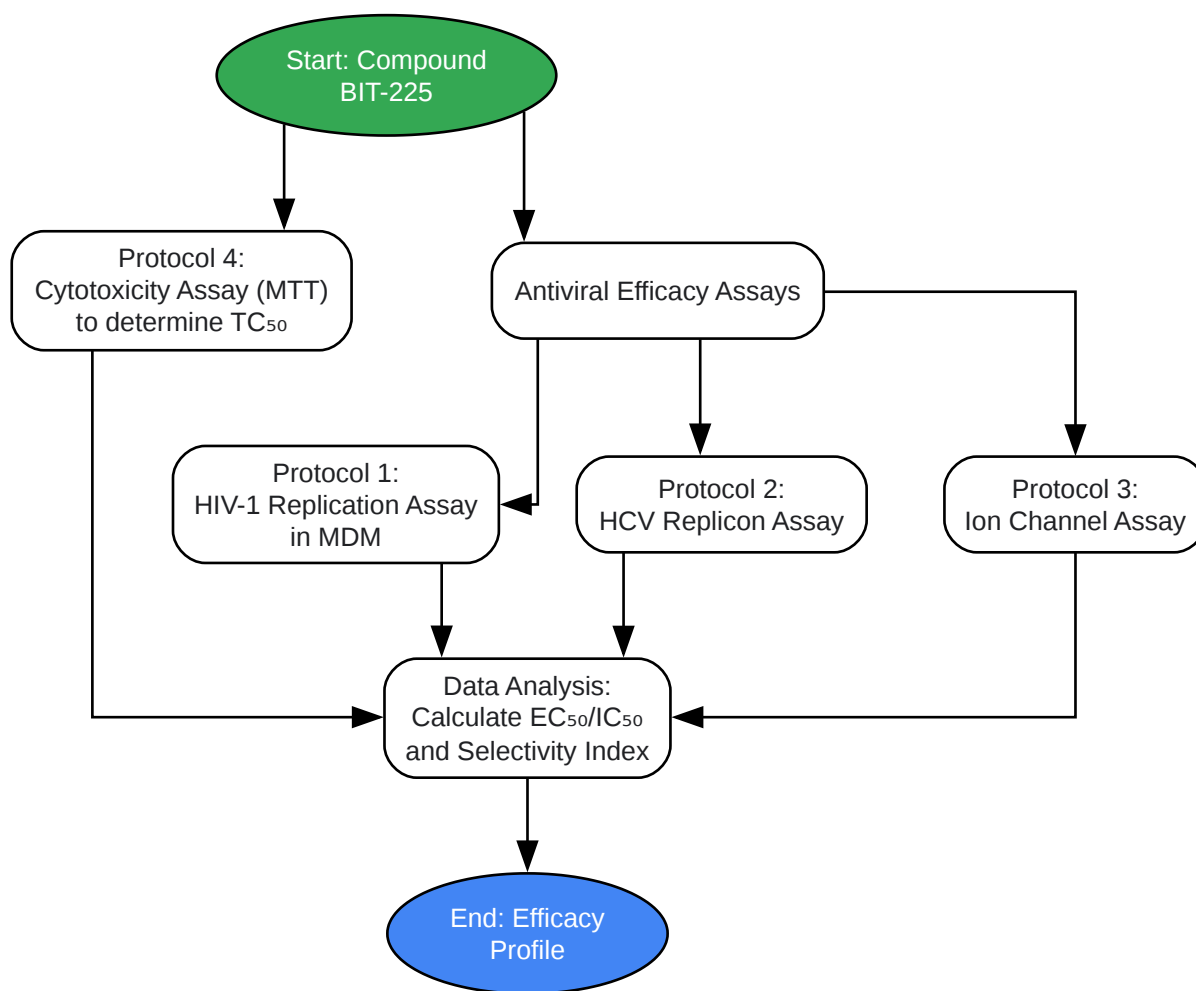 Start: Compound
BIT-225
Protocol 4:
Cytotoxicity Assay (MTT)
to determine TC₅₀
Antiviral Efficacy Assays
Protocol 1:
HIV-1 Replication Assay
in MDM
Protocol 2:
HCV Replicon Assay
Protocol 3:
Ion Channel Assay
Data Analysis:
Calculate EC₅₀/IC₅₀
and Selectivity Index
End: Efficacy
Profile